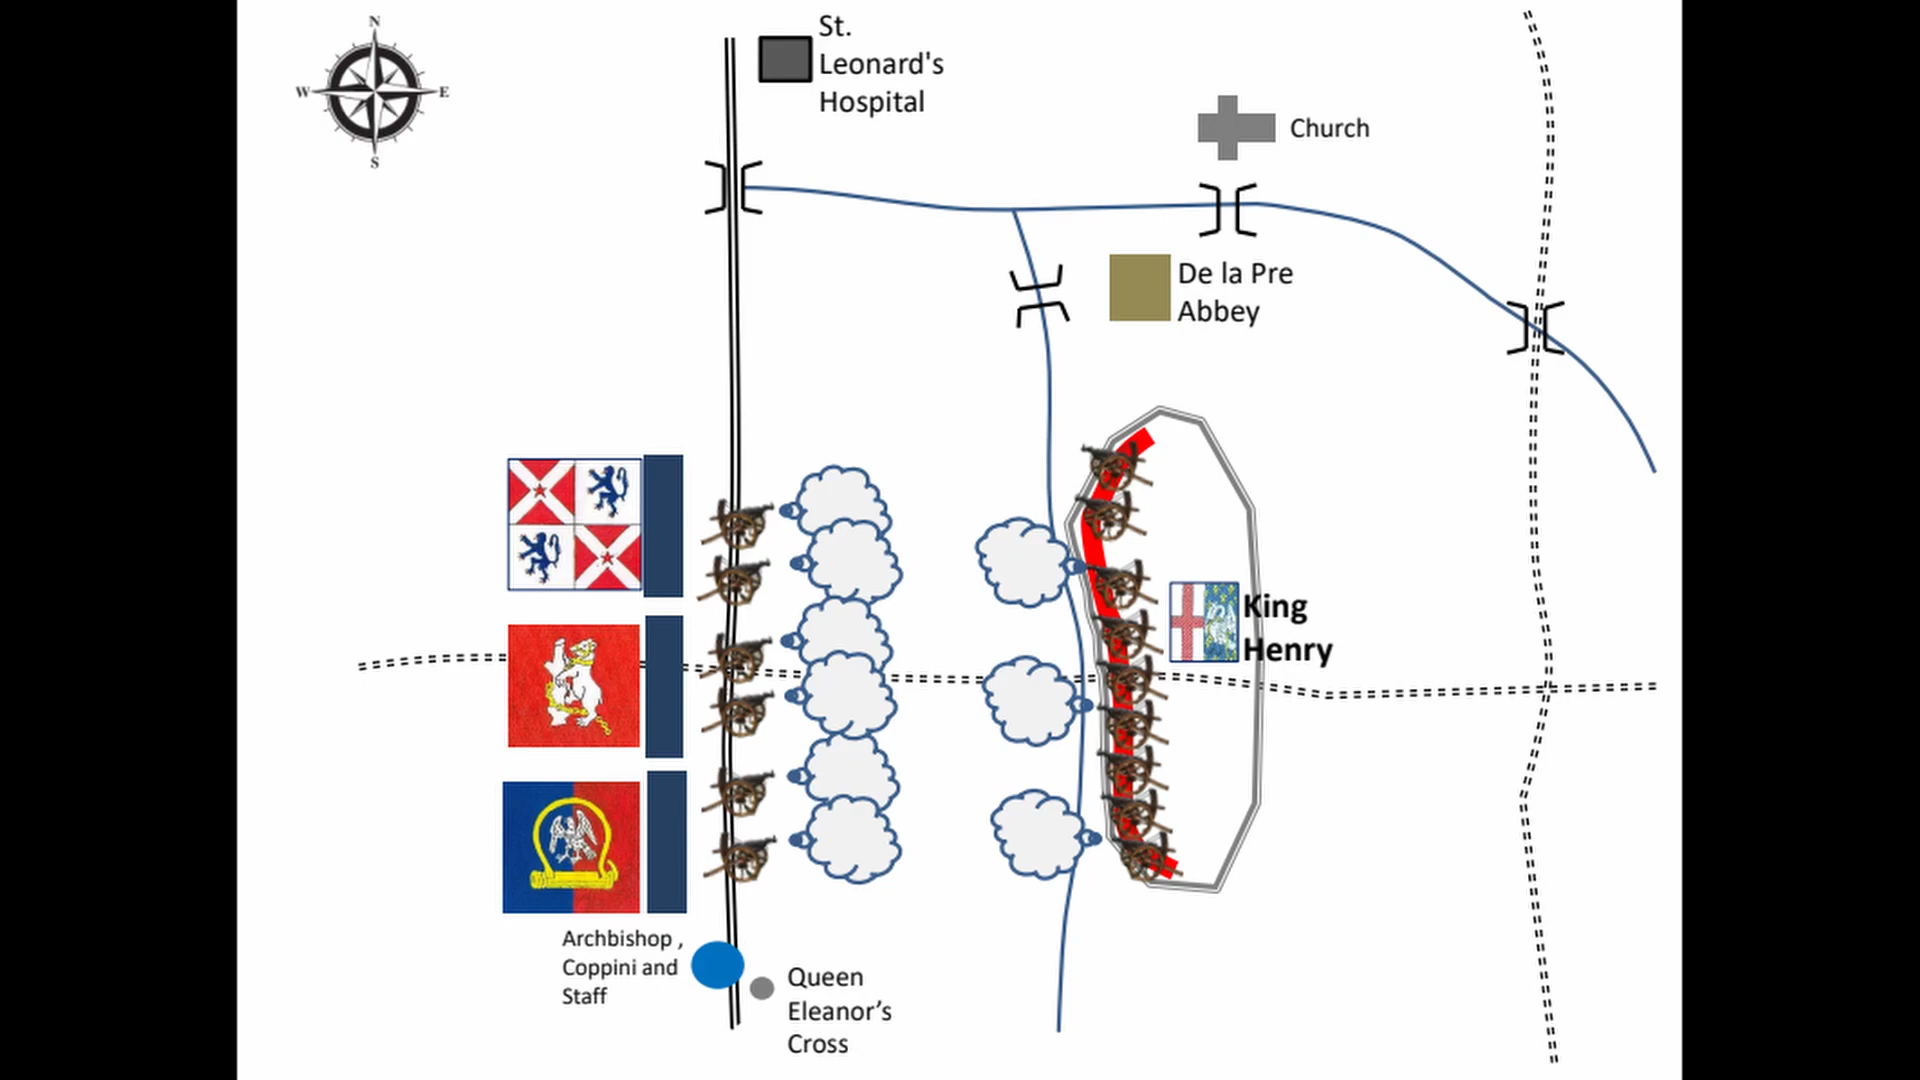 N
W
E
S
St.
Leonard's
Hospital
Church
De la Pre
Abbey
King
Henry
Archbishop ,
Coppini and
Staff
Queen
Eleanor’s
Cross